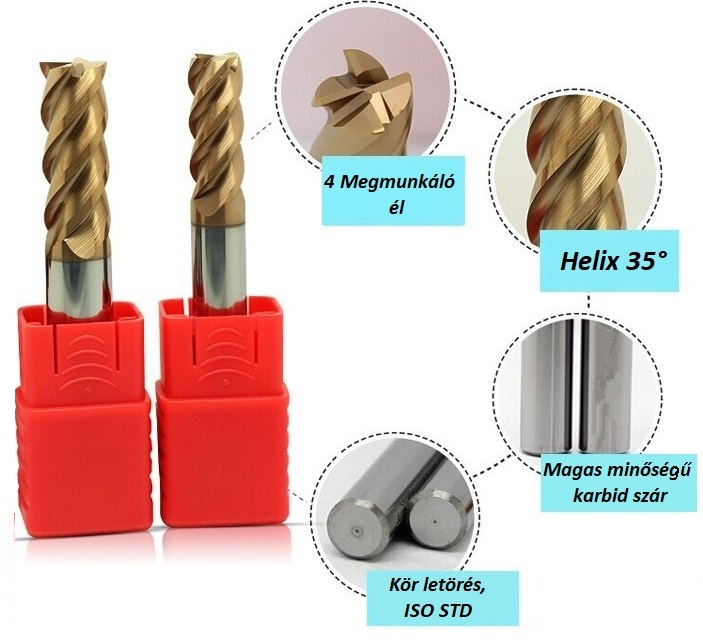 4 Megmunkáló
él
Helix 35°
Magas minőségű
karbid szár
Kör letörés,
ISO STD